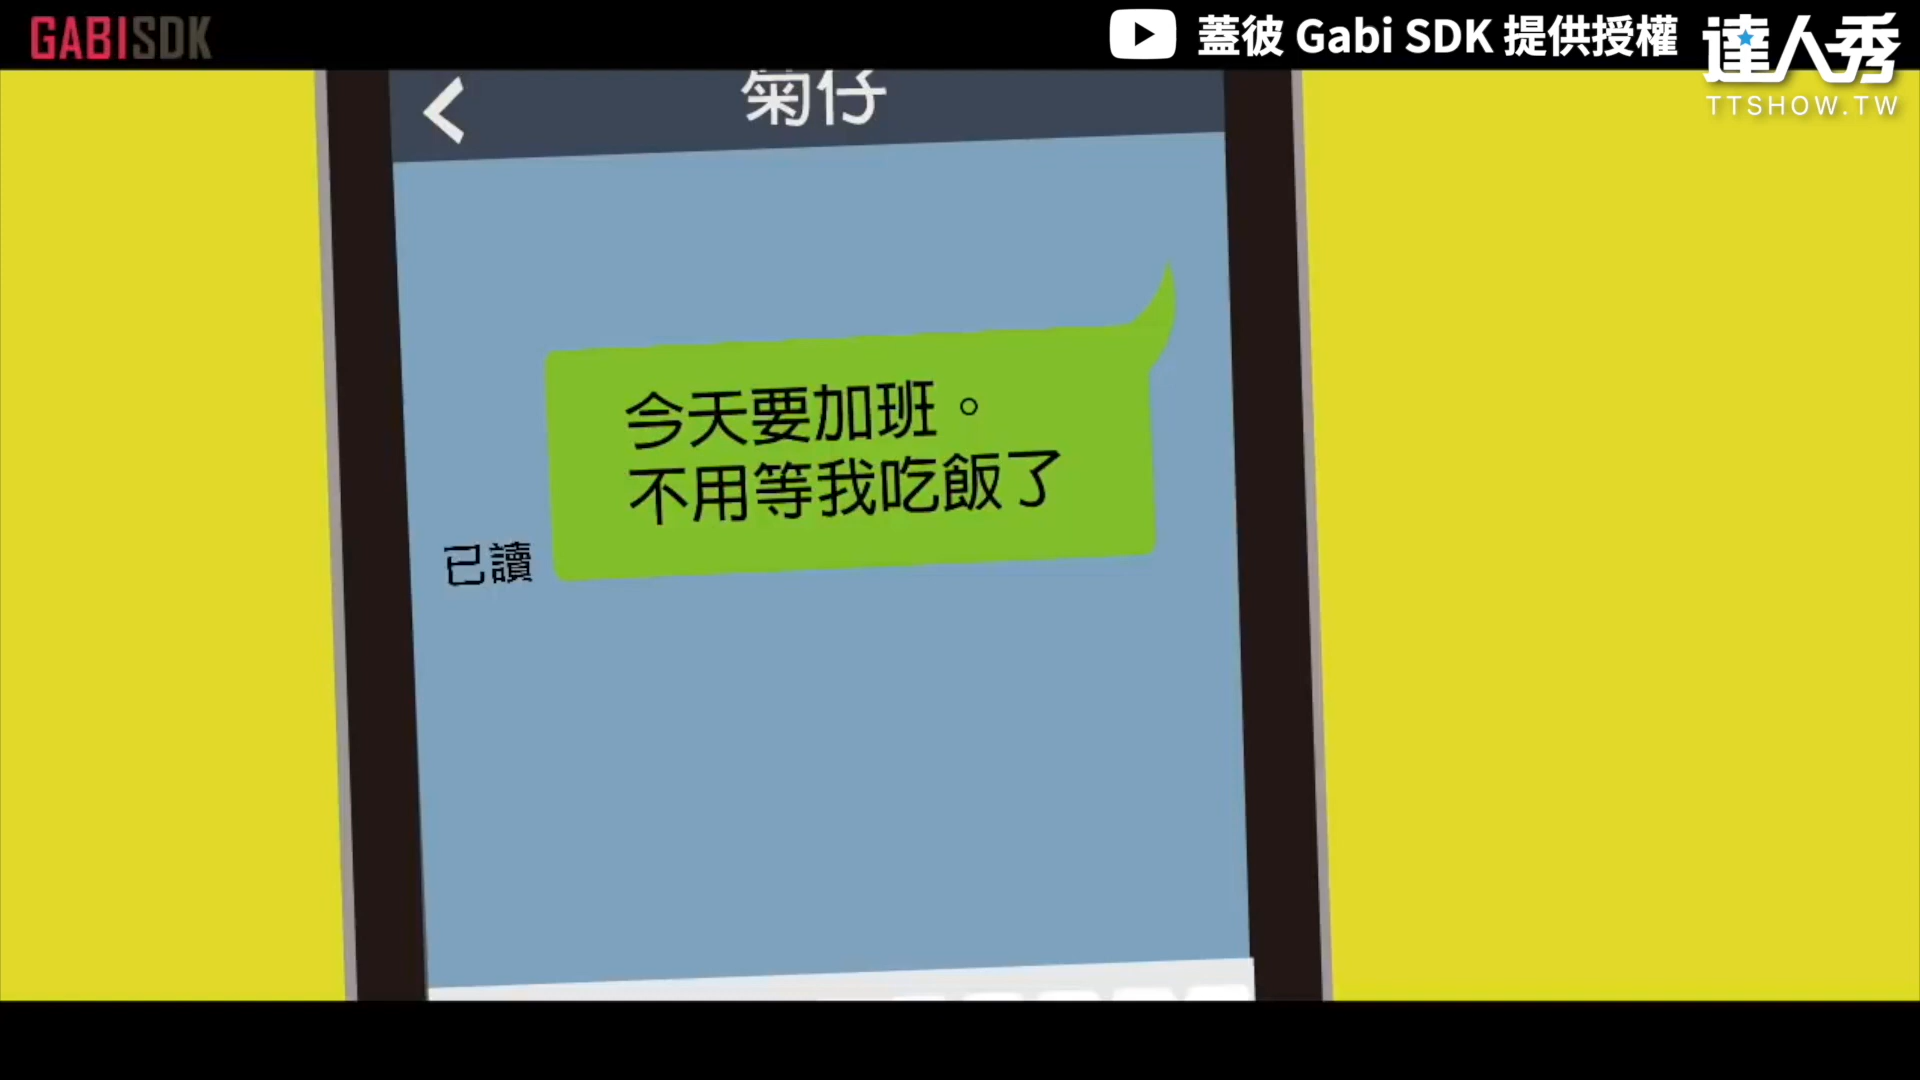 GABISDK
蓋彼 Gabi SDK 提供授權
達人秀
TTSHOW.TW
菊仔
今天要加班。
不用等我吃飯了
已讀